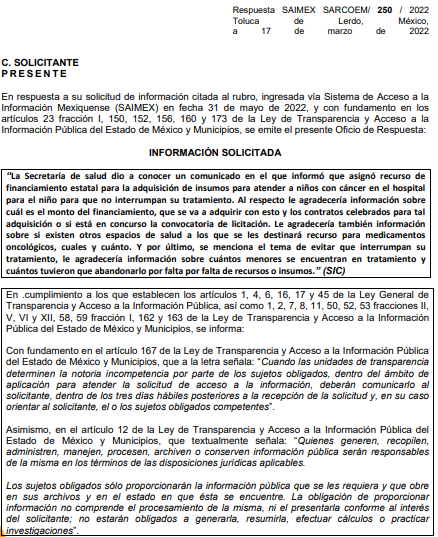 Respuesta SAIMEX SARCOEM/ 250 / 2022
Toluca de Lerdo, México,
a 17 de marzo de 2022
C. SOLICITANTE
P R E S E N T E
En respuesta a su solicitud de información citada al rubro, ingresada vía Sistema de Acceso a la
Información Mexiquense (SAIMEX) en fecha 31 de mayo de 2022, y con fundamento en los
artículos 23 fracción I, 150, 152, 156, 160 y 173 de la Ley de Transparencia y Acceso a la
Información Pública del Estado de México y Municipios, se emite el presente Oficio de Respuesta:
INFORMACIÓN SOLICITADA
"La Secretaría de salud dio a conocer un comunicado en el que informó que asignó recurso de
financiamiento estatal para la adquisición de insumos para atender a niños con cáncer en el hospital
para el niño para que no interrumpan su tratamiento. Al respecto le agradecería información sobre
cuál es el monto del financiamiento, que se va a adquirir con esto y los contratos celebrados para tal
adquisición o si está en concurso la convocatoria de licitación. Le agradecería también información
sobre si existen otros espacios de salud a los que se les destinará recurso para medicamentos
oncológicos, cuales y cuánto. Y por último, se menciona el tema de evitar que interrumpan su
tratamiento, le agradecería información sobre cuántos menores se encuentran en tratamiento y
cuántos tuvieron que abandonarlo por falta por falta de recursos o insumos." (SIC)
En .cumplimiento a los que establecen los artículos 1, 4, 6, 16, 17 y 45 de la Ley General de
Transparencia y Acceso a la Información Pública, así como 1, 2, 7, 8, 11, 50, 52, 53 fracciones II,
V, VI y XII, 58, 59 fracción I, 162 y 163 de la Ley de Transparencia y Acceso a la Información
Pública del Estado de México y Municipios, se informa:
Con fundamento en el artículo 167 de la Ley de Transparencia y Acceso a la Información Pública
del Estado de México y Municipios, que a la letra señala: "Cuando las unidades de transparencia
determinen la notoria incompetencia por parte de los sujetos obligados, dentro del ámbito de
aplicación para atender la solicitud de acceso a la información, deberán comunicarlo al
solicitante, dentro de los tres días hábiles posteriores a la recepción de la solicitud y, en su caso
orientar al solicitante, el o los sujetos obligados competentes".
Asimismo, en el artículo 12 de la Ley de Transparencia y Acceso a la Información Pública del
Estado de México y Municipios, que textualmente señala: "Quienes generen, recopilen,
administren, manejen, procesen, archiven o conserven información pública serán responsables
de la misma en los términos de las disposiciones jurídicas aplicables.
Los sujetos obligados sólo proporcionarán la información pública que se les requiera y que obre
en sus archivos y en el estado en que ésta se encuentre. La obligación de proporcionar
información no comprende el procesamiento de la misma, ni el presentarla conforme al interés
del solicitante; no estarán obligados a generarla, resumirla, efectuar cálculos o practicar
investigaciones".